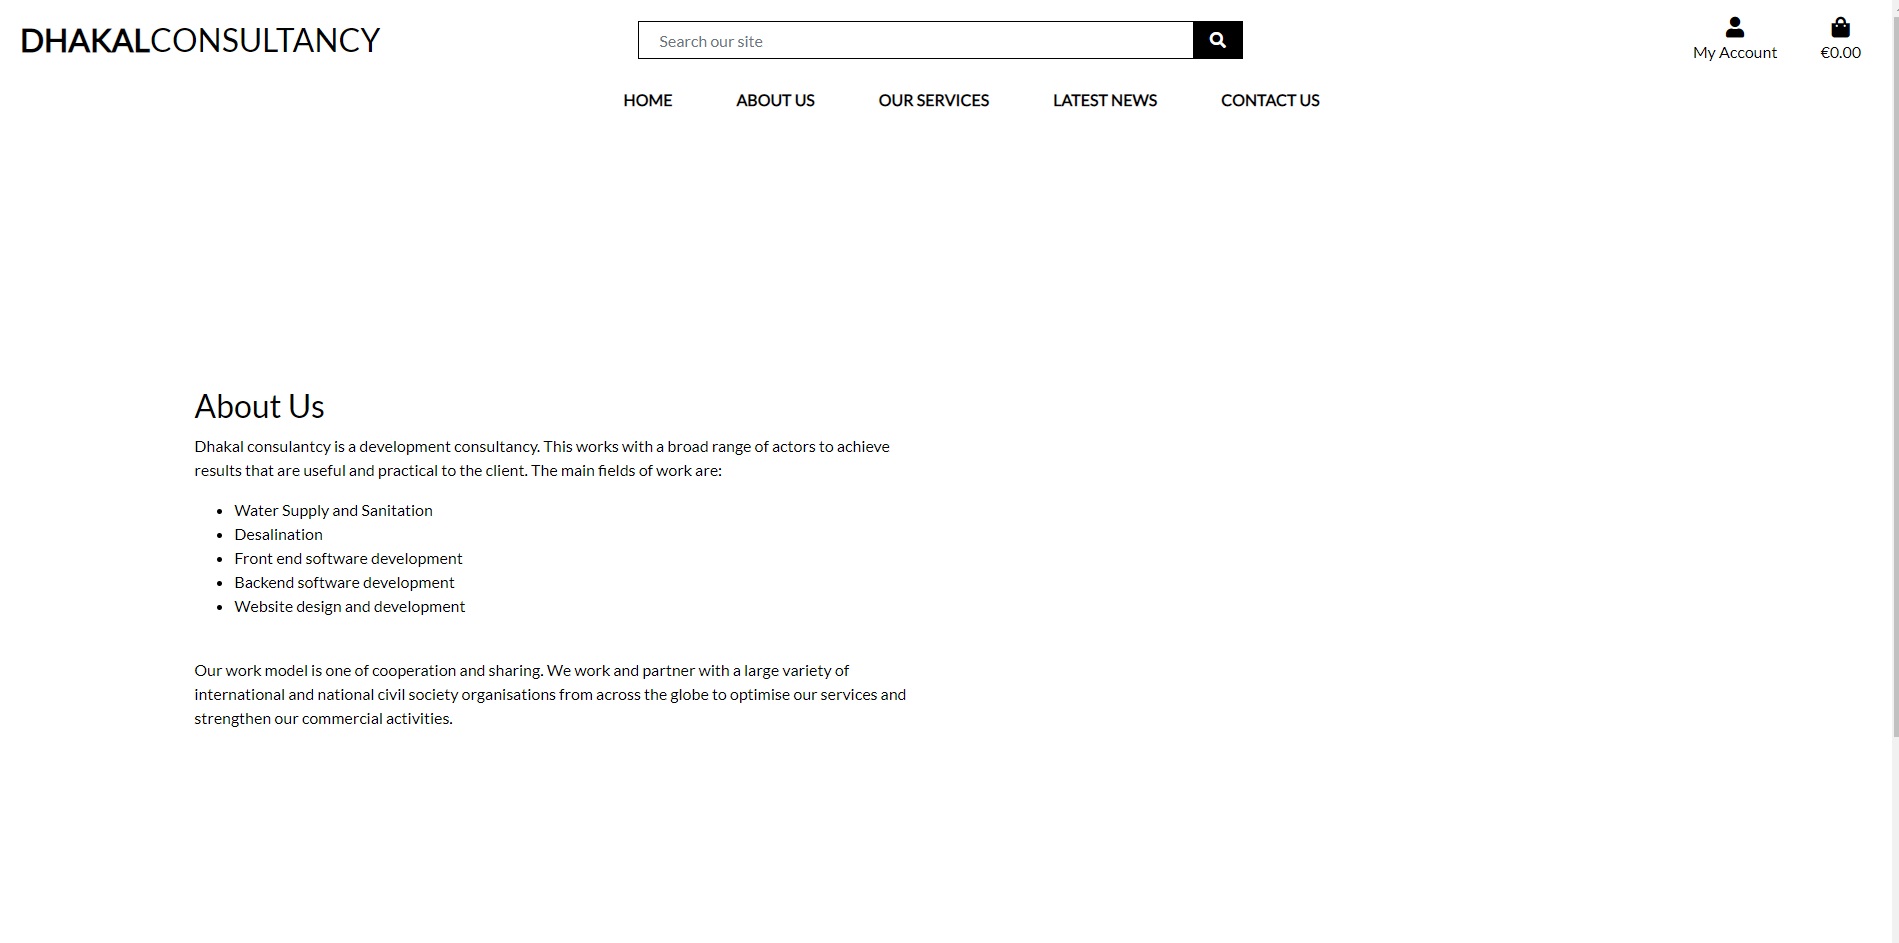 DHAKALCONSULTANCY
Search our site
My Account
€0.00
HOME ABOUT US OUR SERVICES LATEST NEWS CONTACT US
About Us
Dhakal consulantcy is a development consultancy. This works with a broad range of actors to achieve
results that are useful and practical to the client. The main fields of work are:
• Water Supply and Sanitation
• Desalination
• Front end software development
• Backend software development
• Website design and development
Our work model is one of cooperation and sharing. We work and partner with a large variety of
international and national civil society organisations from across the globe to optimise our services and
strengthen our commercial activities.